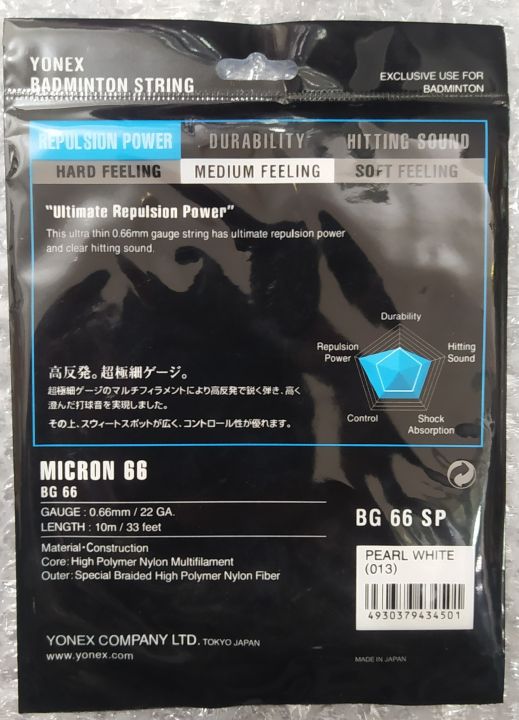 YONEX
BADMINTON STRING
EXCLUSIVE USE FOR
BADMINTON
REPULSION POWER
DURABILITY
HITTING SOUND
HARD FEELING
MEDIUM FEELING
SOFT FEELING
"Ultimate Repulsion Power"
This ultra thin 0.66mm gauge string has ultimate repulsion power
and clear hitting sound.
Durability
Repulsion
Power
Hitting
Sound
Control
Shock
Absorption
高反発。超極細ゲージ。
超極細ゲージのマルチフィラメントにより高反発で鋭く弾き、高く
澄んだ打球音を実現しました。
その上、スウィートスポットが広く、コントロール性が優れます。
MICRON 66
BG 66
GAUGE : 0.66mm / 22 GA.
LENGTH : 10m / 33 feet
Material・Construction
Core: High Polymer Nylon Multifilament
Outer: Special Braided High Polymer Nylon Fiber
BG 66 SP
PEARL WHITE
(013)
4930379434501
YONEX COMPANY LTD. TOKYO JAPAN
www.yonex.com
MADE IN JAPAN